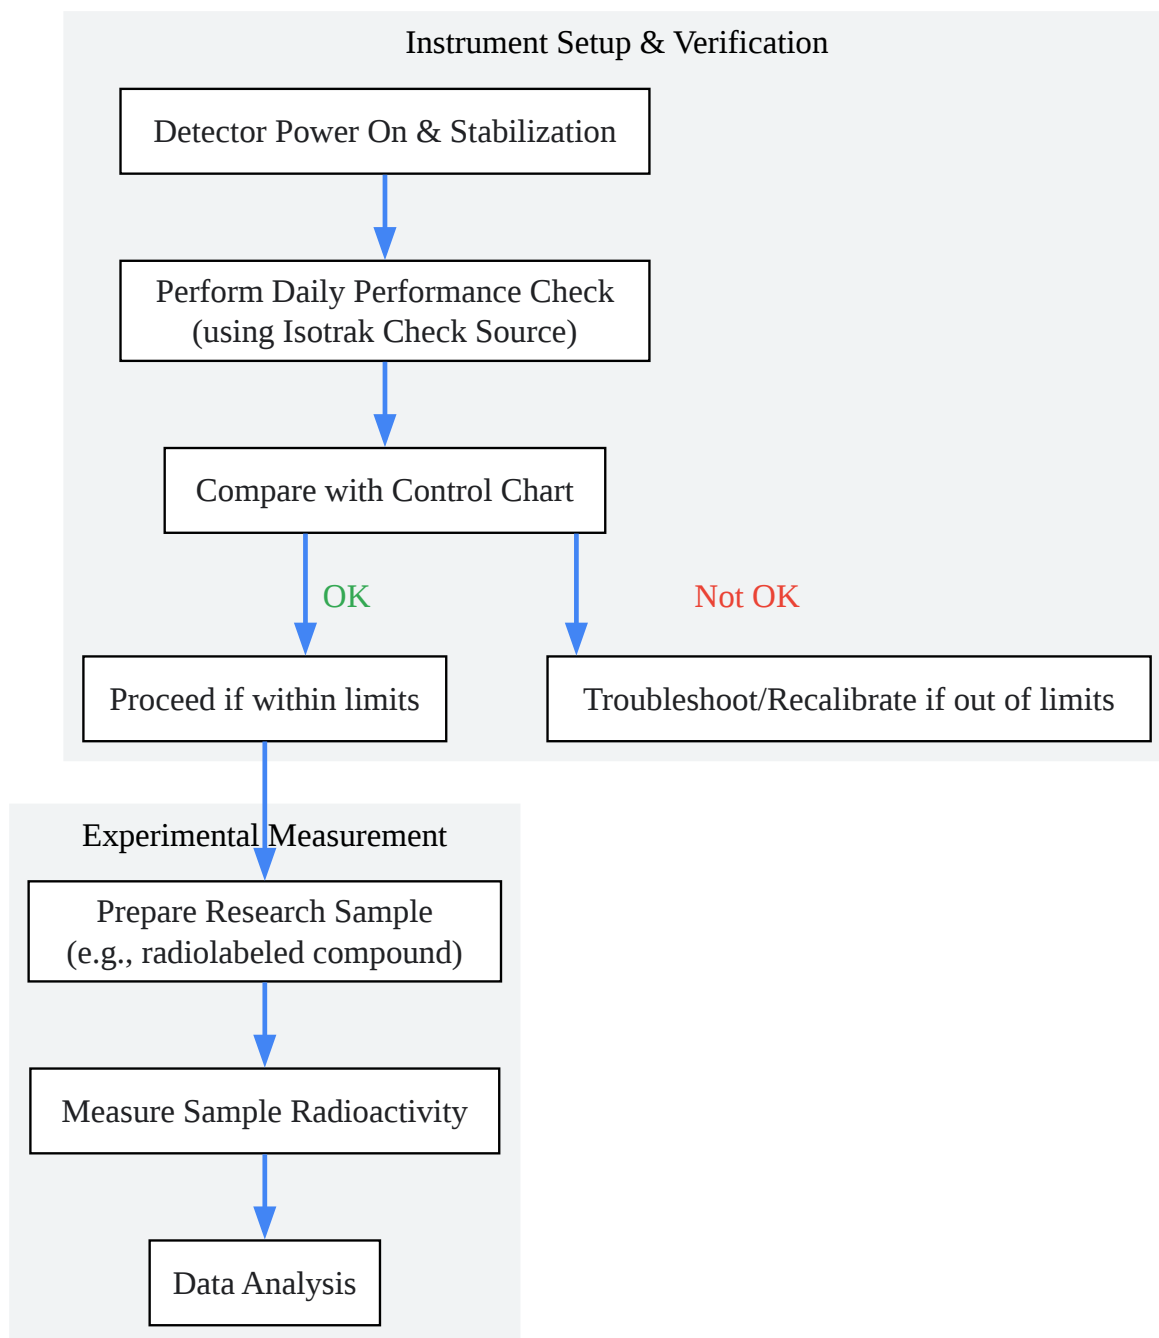 Instrument Setup & Verification
Detector Power On & Stabilization
Perform Daily Performance Check
(using Isotrak Check Source)
Compare with Control Chart
OK
Not OK
Proceed if within limits
Troubleshoot/Recalibrate if out of limits
Experimental Measurement
Prepare Research Sample
(e.g., radiolabeled compound)
Measure Sample Radioactivity
Data Analysis